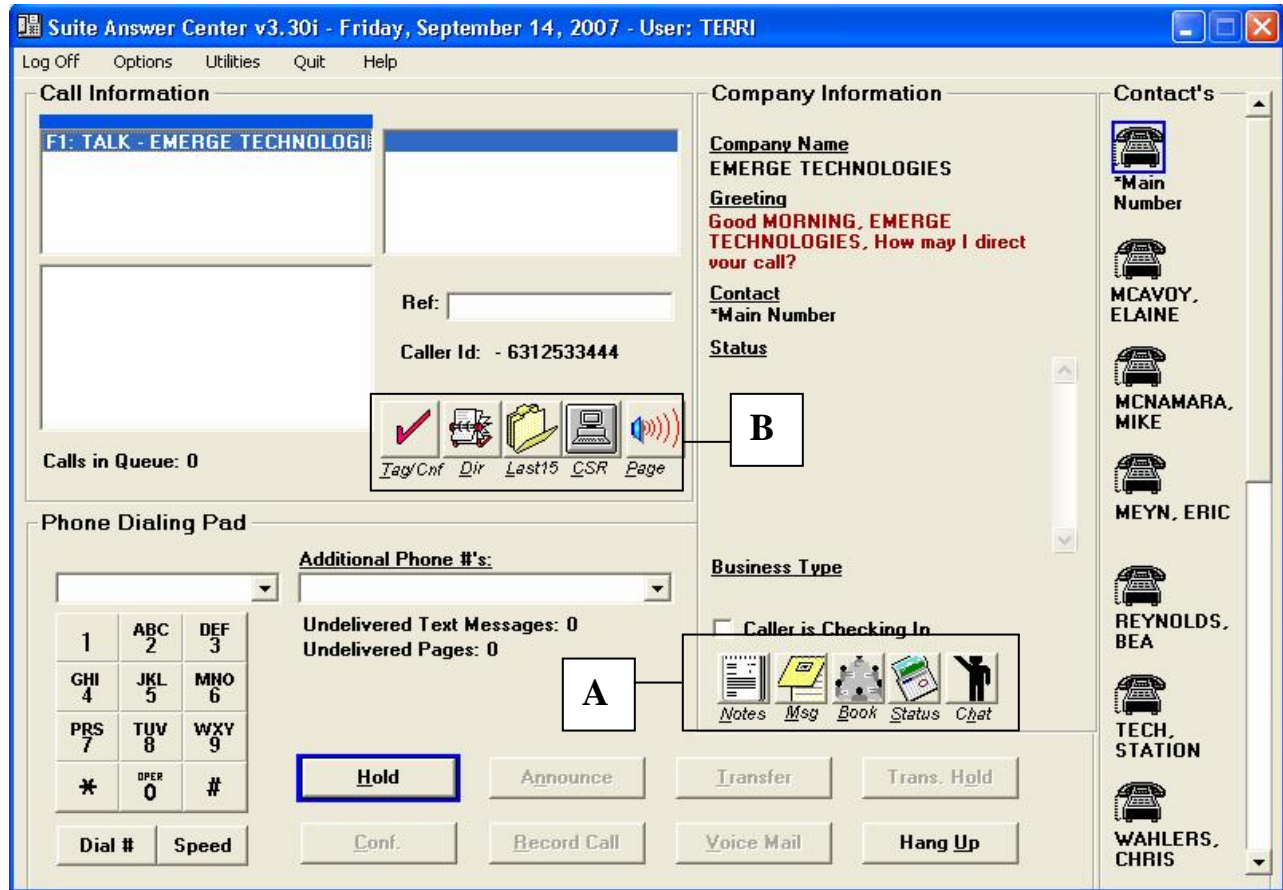 Suite Answer Center v3.30i - Friday, September 14, 2007 - User: TERRI
Log Off Options Utilities Quit Help
Call Information
F1: TALK - EMERGE TECHNOLOGI
Ref:
Caller Id: - 6312533444
Tag/Cnf Dir Last15 CSR Page
B
Calls in Queue: 0
Company Information
Company Name
EMERGE TECHNOLOGIES
Greeting
Good MORNING, EMERGE
TECHNOLOGIES, How may I direct
your call?
Contact
*Main Number
Status
Business Type
Caller is Checking In
A
Notes Msg Book Status Chat
Contact's
*Main
Number
MCAVOY,
ELAINE
MCNAMARA,
MIKE
MEYN, ERIC
REYNOLDS,
BEA
TECH,
STATION
WAHLERS,
CHRIS
Phone Dialing Pad
Additional Phone #'s:
Undelivered Text Messages: 0
Undelivered Pages: 0
1 ABC 2 DEF 3
GHI 4 JKL 5 MNO 6
PRS 7 TUV 8 WXY 9
* OPER 0 #
Dial # Speed
Hold Announce Transfer Trans. Hold
Conf. Record Call Voice Mail Hang Up